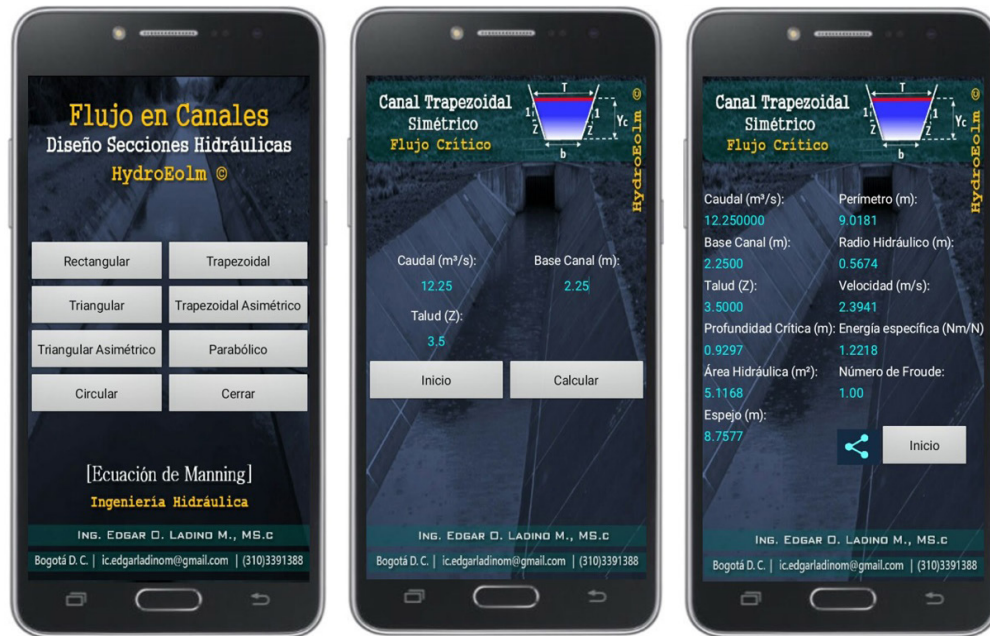 Flujo en Canales
Diseño Secciones Hidráulicas
HydroEolm ©
Rectangular
Trapezoidal
Triangular
Trapezoidal Asimétrico
Triangular Asimétrico
Parabólico
Circular
Cerrar
[Ecuación de Manning]
Ingeniería Hidráulica
ING. EDGAR O. LADINO M., MS.C
Bogotá D. C. | ic.edgarladinom@gmail.com | (310)3391388
Canal Trapezoidal
Simétrico
Flujo Crítico
T
1
1
Z
Z
Yc
b
HydroEolm ©
Caudal (m³/s):
Base Canal (m):
12.25
2.25
Talud (Z):
3.5
Inicio
Calcular
ING. EDGAR O. LADINO M., MS.C
Bogotá D. C. | ic.edgarladinom@gmail.com | (310)3391388
Canal Trapezoidal
Simétrico
Flujo Crítico
T
1
1
Z
Z
Yc
b
HydroEolm ©
Caudal (m³/s):
Perímetro (m):
12.250000
9.0181
Base Canal (m):
Radio Hidráulico (m):
2.2500
0.5674
Talud (Z):
Velocidad (m/s):
3.5000
2.3941
Profundidad Crítica (m):
Energía específica (Nm/N)
0.9297
1.2218
Área Hidráulica (m²):
Número de Froude:
5.1168
1.00
Espejo (m):
8.7577
Inicio
ING. EDGAR O. LADINO M., MS.C
Bogotá D. C. | ic.edgarladinom@gmail.com | (310)3391388